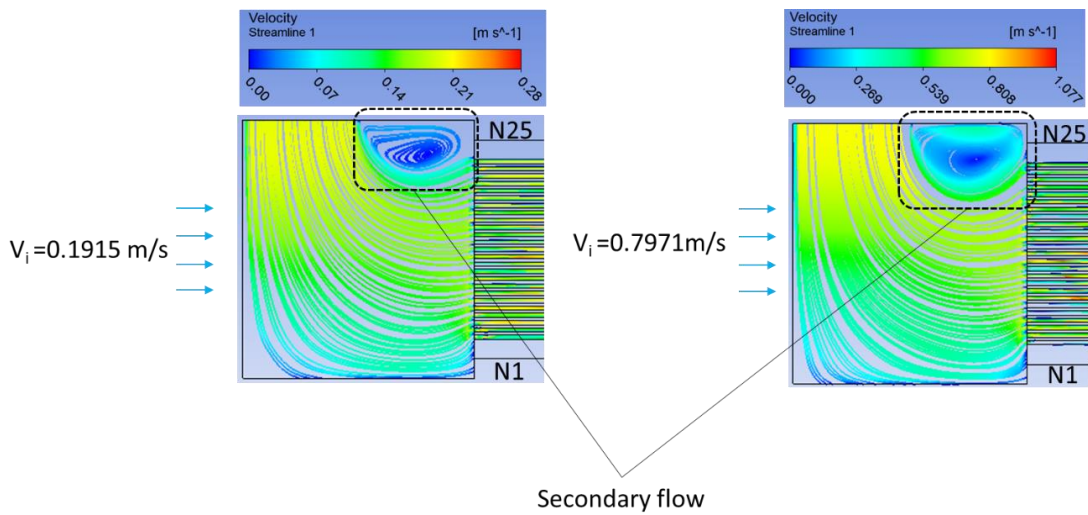 Velocity
Streamline 1 [m s^-1]
0.00 0.07 0.14 0.21 0.28
N25
Vi =0.1915 m/s
N1
Velocity
Streamline 1 [m s^-1]
0.000 0.269 0.539 0.808 1.077
N25
Vi =0.7971m/s
N1
Secondary flow